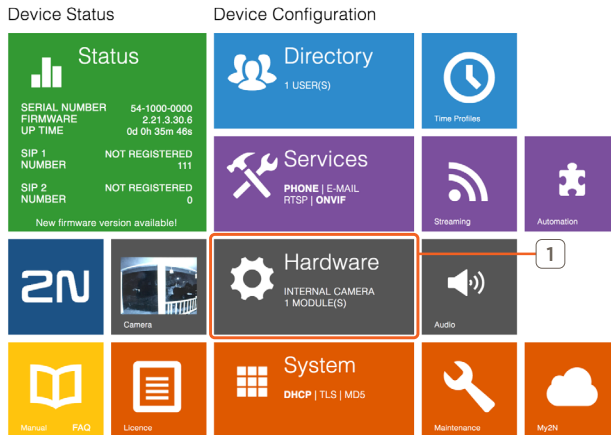 Device Status
Device Configuration
Status
SERIAL NUMBER 54-1000-0000
FIRMWARE 2.21.3.30.6
UP TIME 0d 0h 35m 46s
SIP 1 NOT REGISTERED
NUMBER 111
SIP 2 NOT REGISTERED
NUMBER 0
New firmware version available!
Directory
1 USER(S)
Time Profiles
Services
PHONE | E-MAIL
RTSP | ONVIF
Streaming
Automation
2N
Camera
Hardware
INTERNAL CAMERA
1 MODULE(S)
Audio
1
Manual FAQ
Licence
System
DHCP | TLS | MD5
Maintenance
My2N